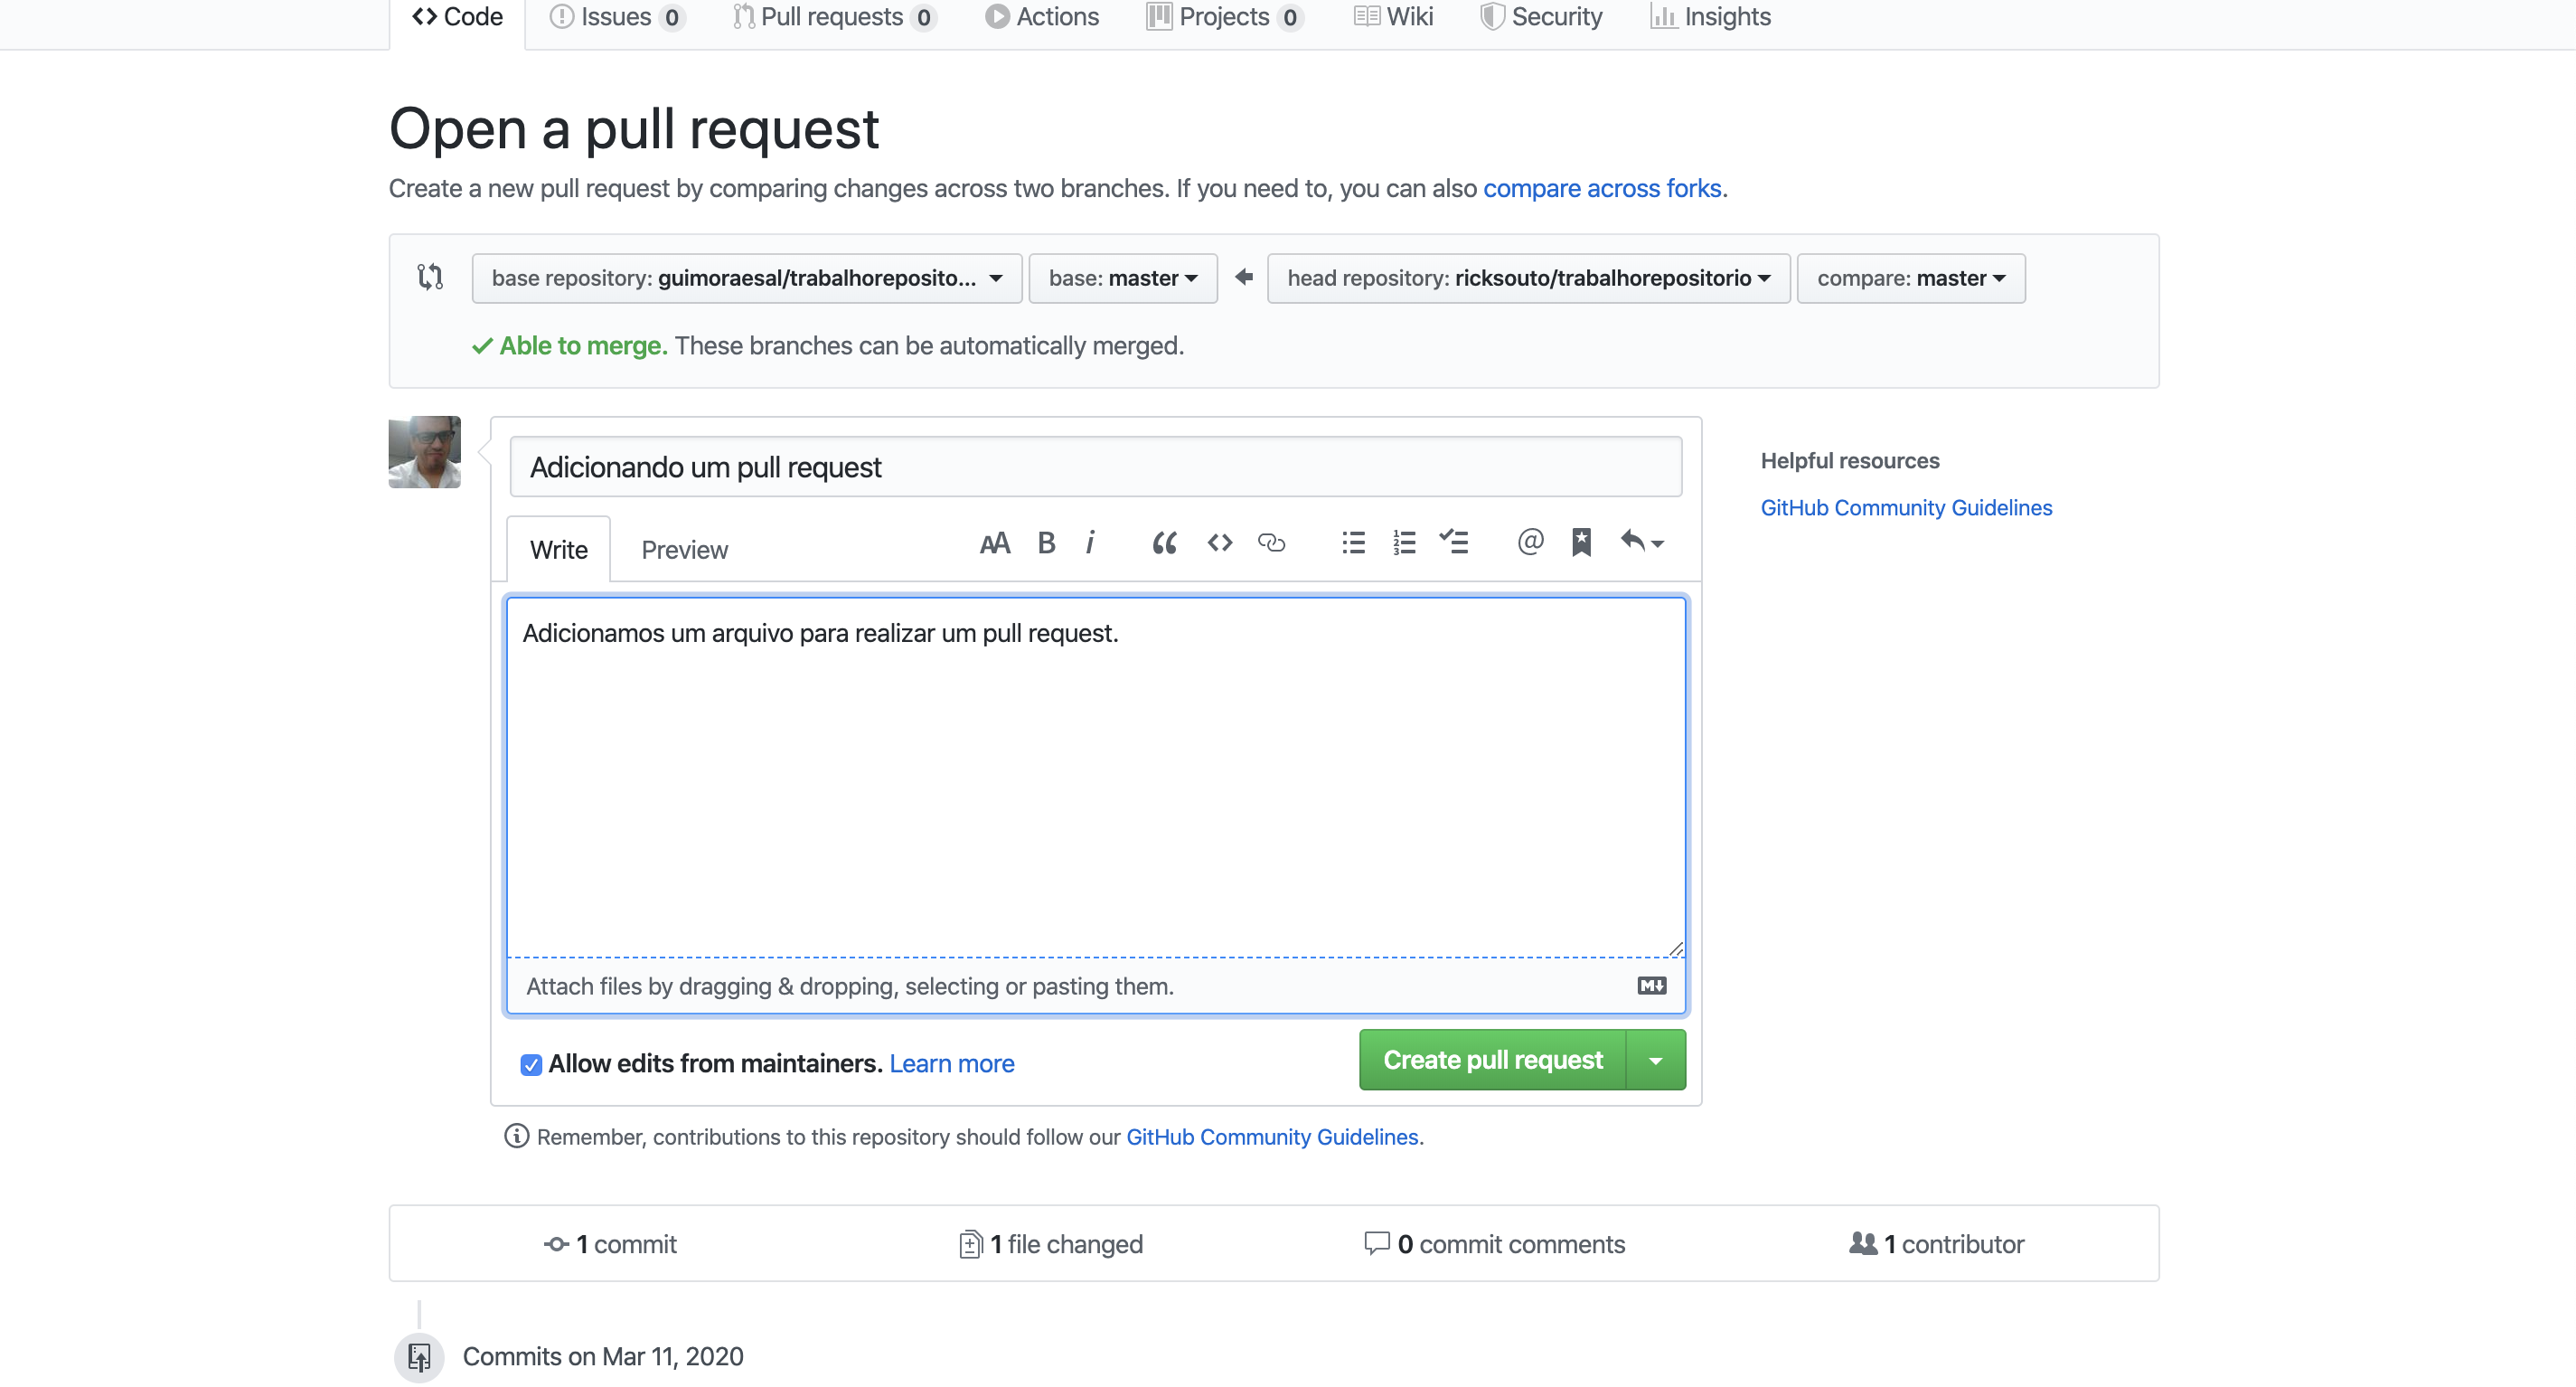 Code Issues 0 Pull requests 0 Actions Projects 0 Wiki Security Insights
Open a pull request
Create a new pull request by comparing changes across two branches. If you need to, you can also compare across forks.
base repository: guimoraesal/trabalhoreposito... base: master head repository: ricksouto/trabalhorepositorio compare: master
Able to merge. These branches can be automatically merged.
Adicionando um pull request
Helpful resources
GitHub Community Guidelines
Write Preview AA B i
Adicionamos um arquivo para realizar um pull request.
Attach files by dragging & dropping, selecting or pasting them.
Allow edits from maintainers. Learn more Create pull request
Remember, contributions to this repository should follow our GitHub Community Guidelines.
1 commit 1 file changed 0 commit comments 1 contributor
Commits on Mar 11, 2020